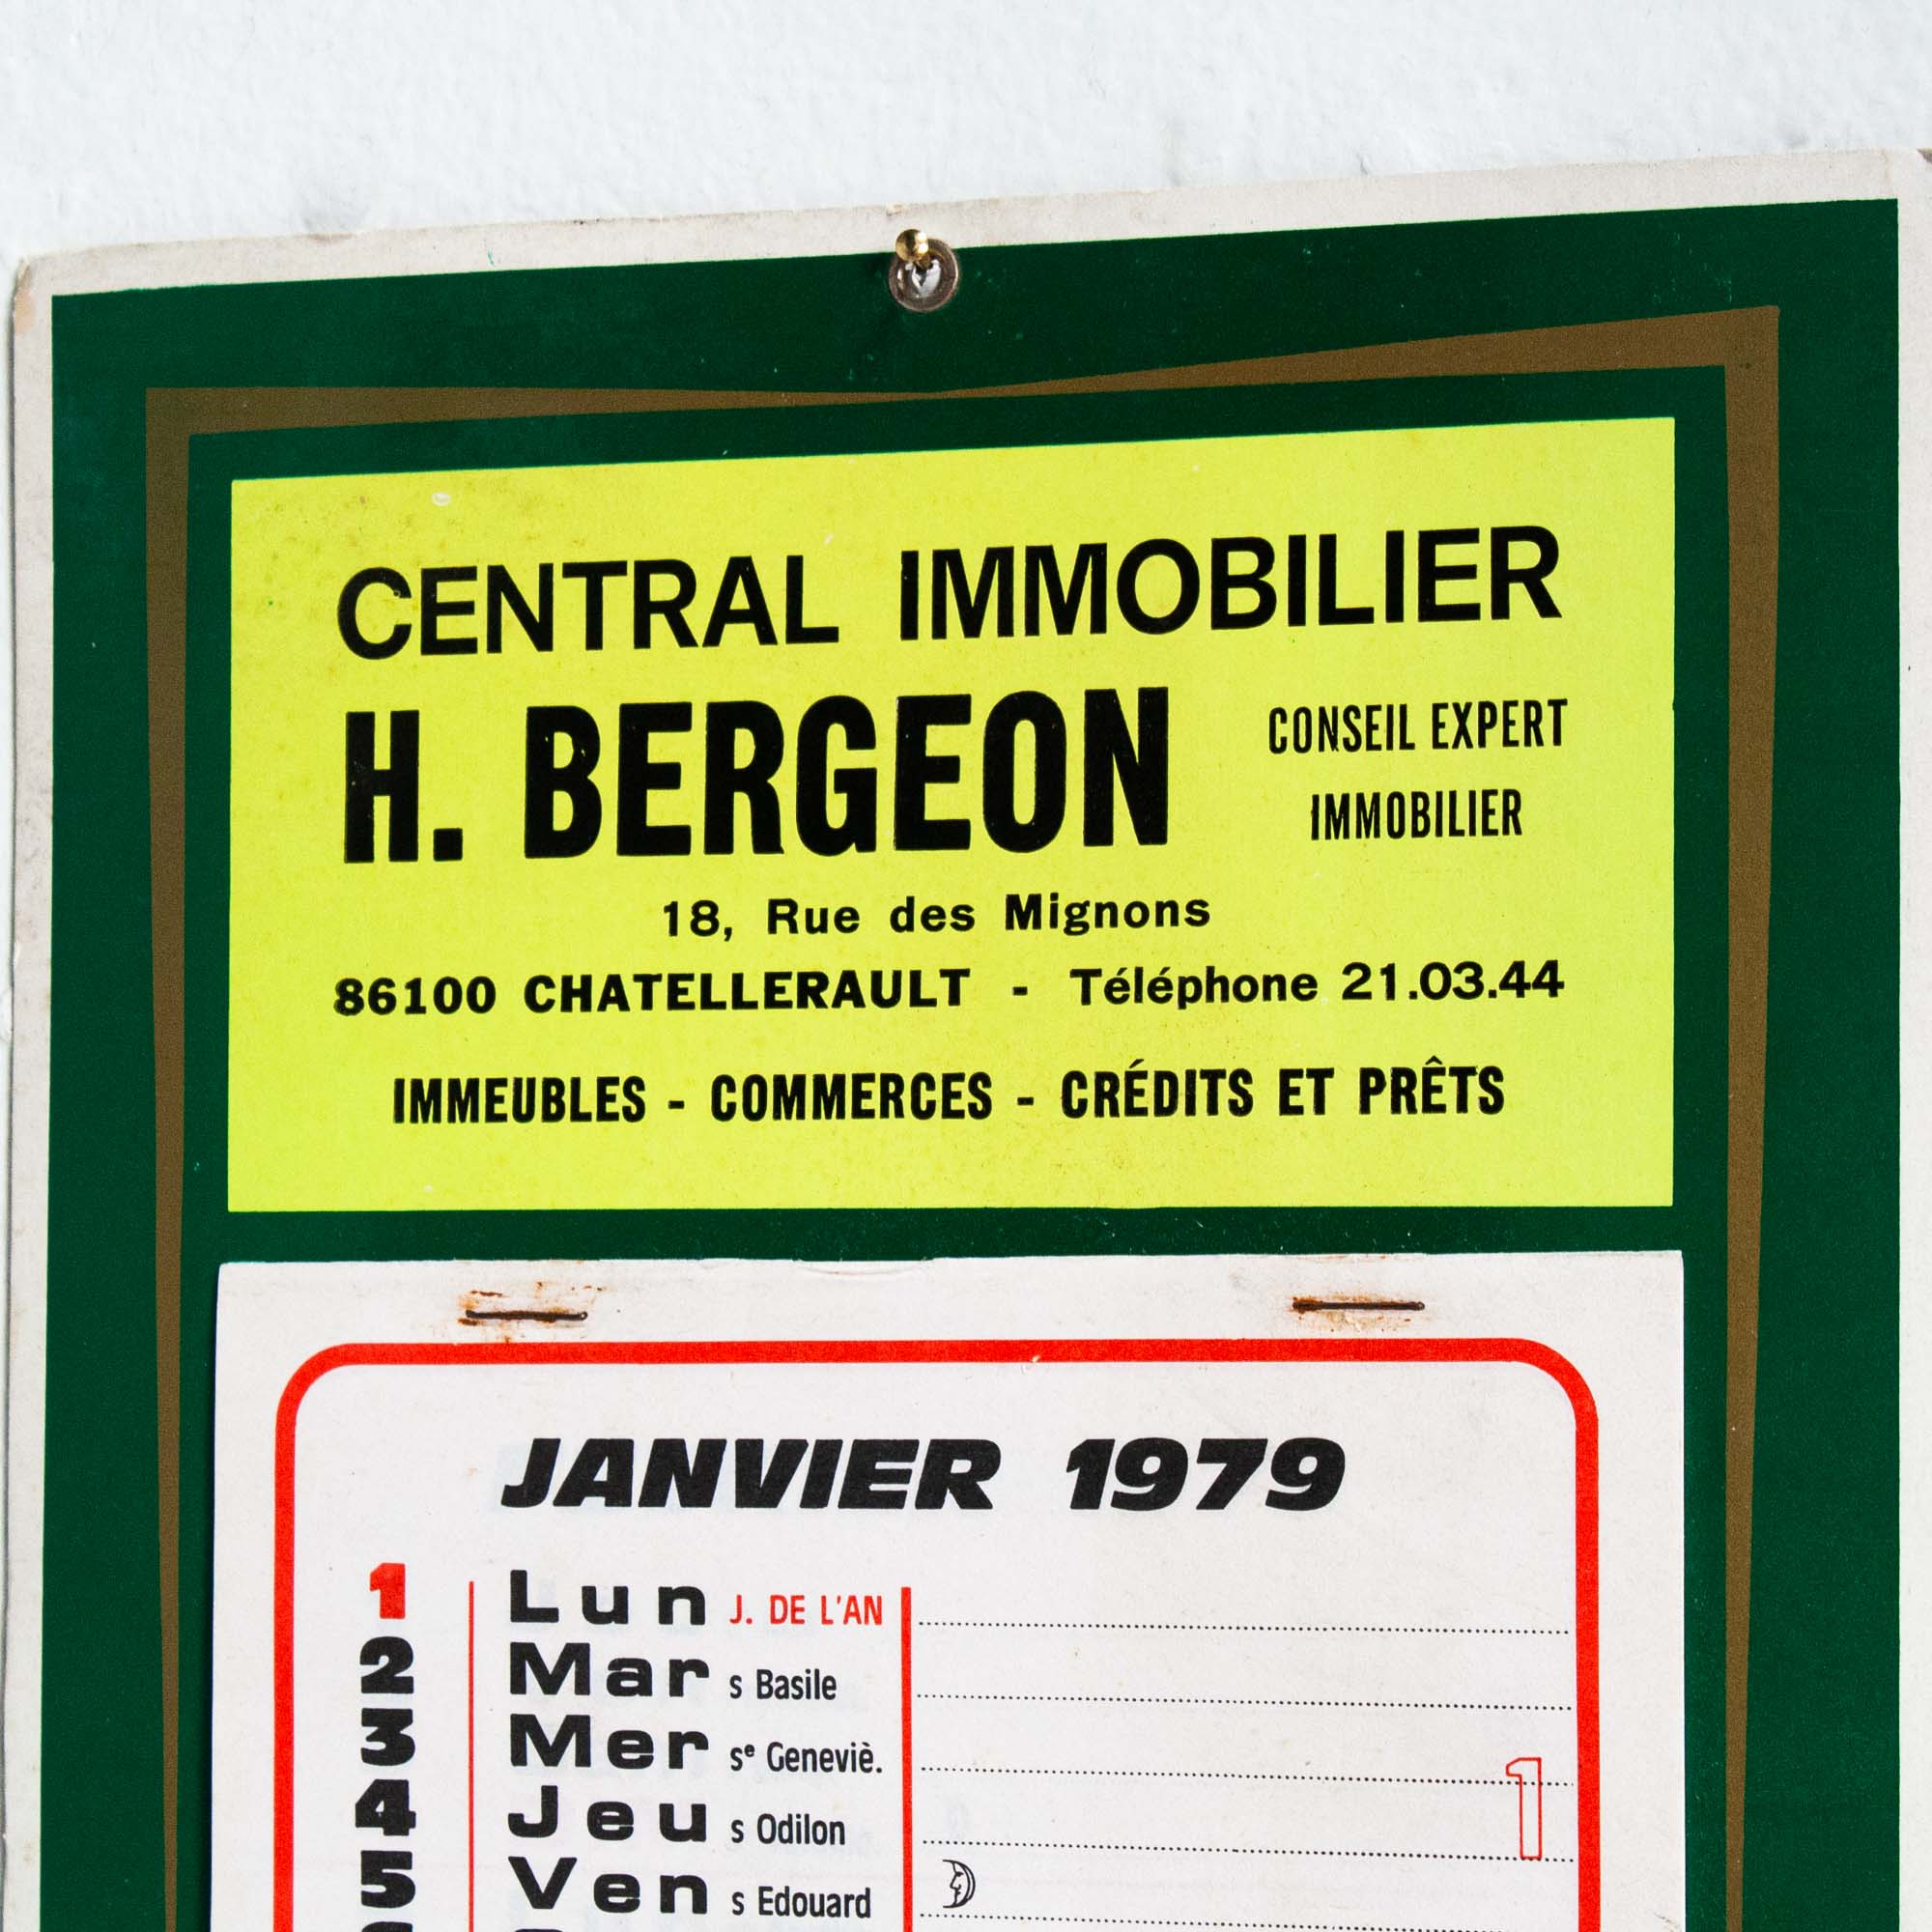 CENTRAL IMMOBILIER
H. BERGEON
CONSEIL EXPERT
IMMOBILIER
18, Rue des Mignons
86100 CHATELLERAULT - Téléphone 21.03.44
IMMEUBLES - COMMERCES - CRÉDITS ET PRÊTS
JANVIER 1979
1 Lun J. DE L'AN
2 Mar s Basile
3 Mer sᵉ Geneviè.
1
4 Jeu s Odilon
5 Ven s Edouard